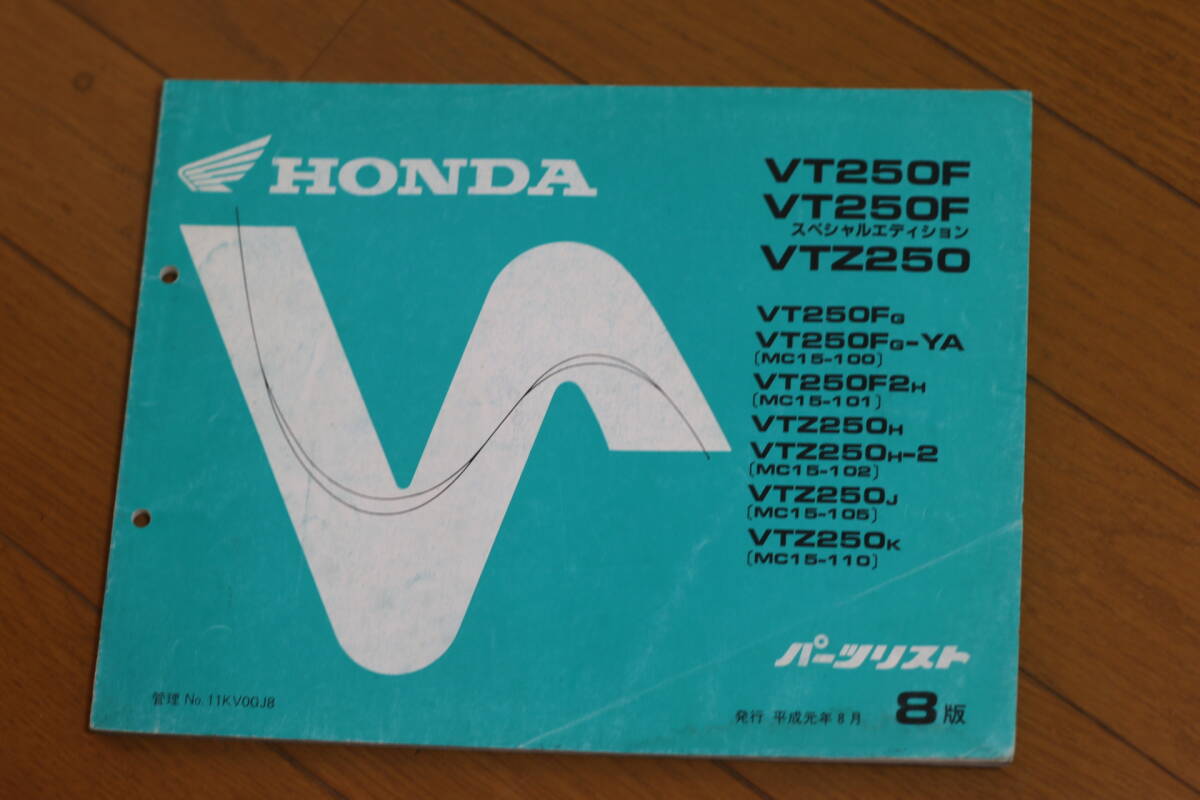 HONDA
VT250F
VT250F
スペシャルエディション
VTZ250
VT250FG
VT250FG-YA
(MC15-100)
VT250F2H
(MC15-101)
VTZ250H
VTZ250H-2
(MC15-102)
VTZ250J
(MC15-105)
VTZ250K
(MC15-110)
パーツリスト
管理 No.11KV0GJ8
発行 平成元年8月 8版